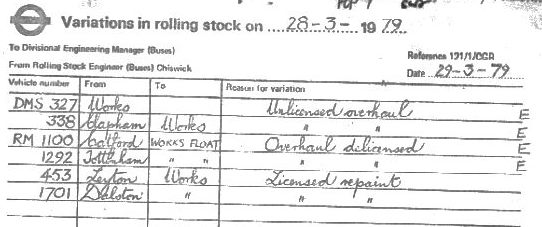 Variations in rolling stock on 28-3- 1979.
To Divisional Engineering Manager (Buses)
Reference 191/1/OGR
From Rolling Stock Engineer (Buses) Chiswick
Date 29-3-79
Vehicle number From To Reason for variation
DMS 327 Works Unlicensed overhaul E
338 Clapham Works " " E
RM 1100 Catford WORKS FLOAT Overhaul delicensed E
1292 Tottenham " " " " E
453 Leyton Works Licensed repaint
1701 Dalston " " "